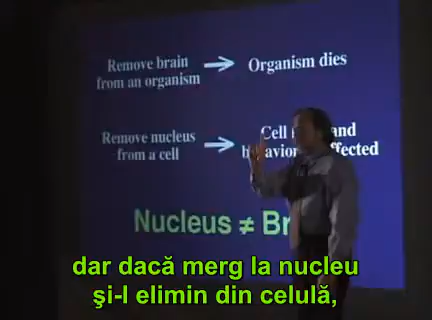 Remove brain
from an organism
Organism dies
Remove nucleus
from a cell
Cell and
affected
Nucleus ≠
dar dacă merg la nucleu
şi-l elimin din celulă,